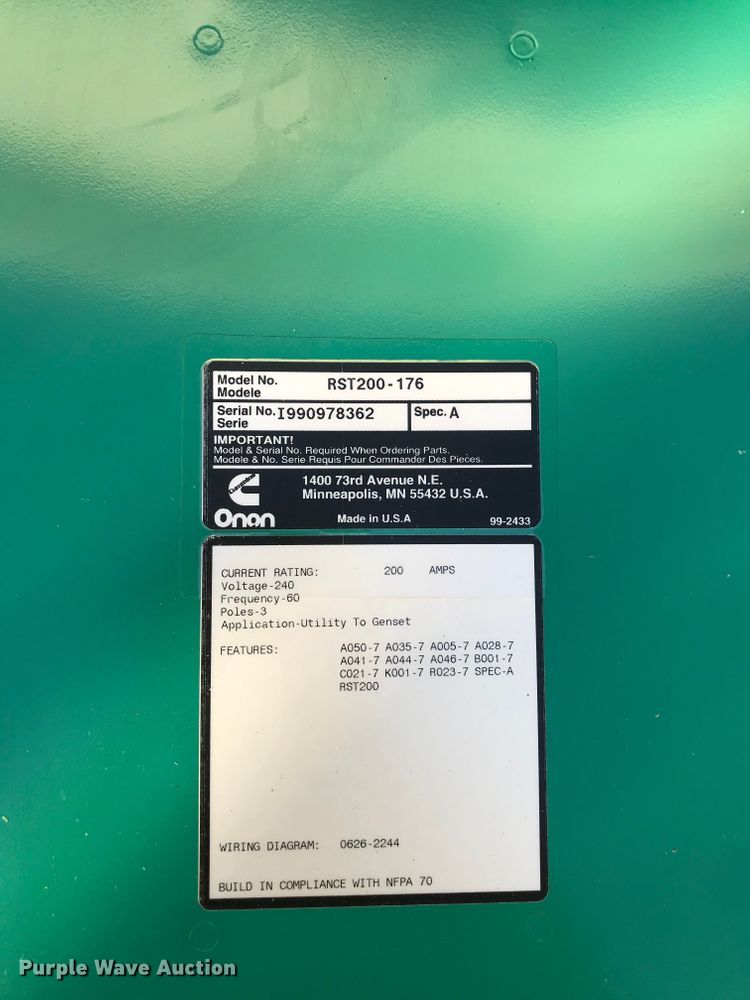 Model No. RST200-176
Modele
Serial No. I990978362 Spec. A
Serie
IMPORTANT!
Model & Serial No. Required When Ordering Parts.
Modele & No. Serie Requis Pour Commander Des Pieces.
1400 73rd Avenue N.E.
Minneapolis, MN 55432 U.S.A.
Onan Made in U.S.A 99-2433
CURRENT RATING: 200 AMPS
Voltage-240
Frequency-60
Poles-3
Application-Utility To Genset
FEATURES: A050-7 A035-7 A005-7 A028-7
A041-7 A044-7 A046-7 B001-7
C021-7 K001-7 R023-7 SPEC-A
RST200
WIRING DIAGRAM: 0626-2244
BUILD IN COMPLIANCE WITH NFPA 70
Purple Wave Auction